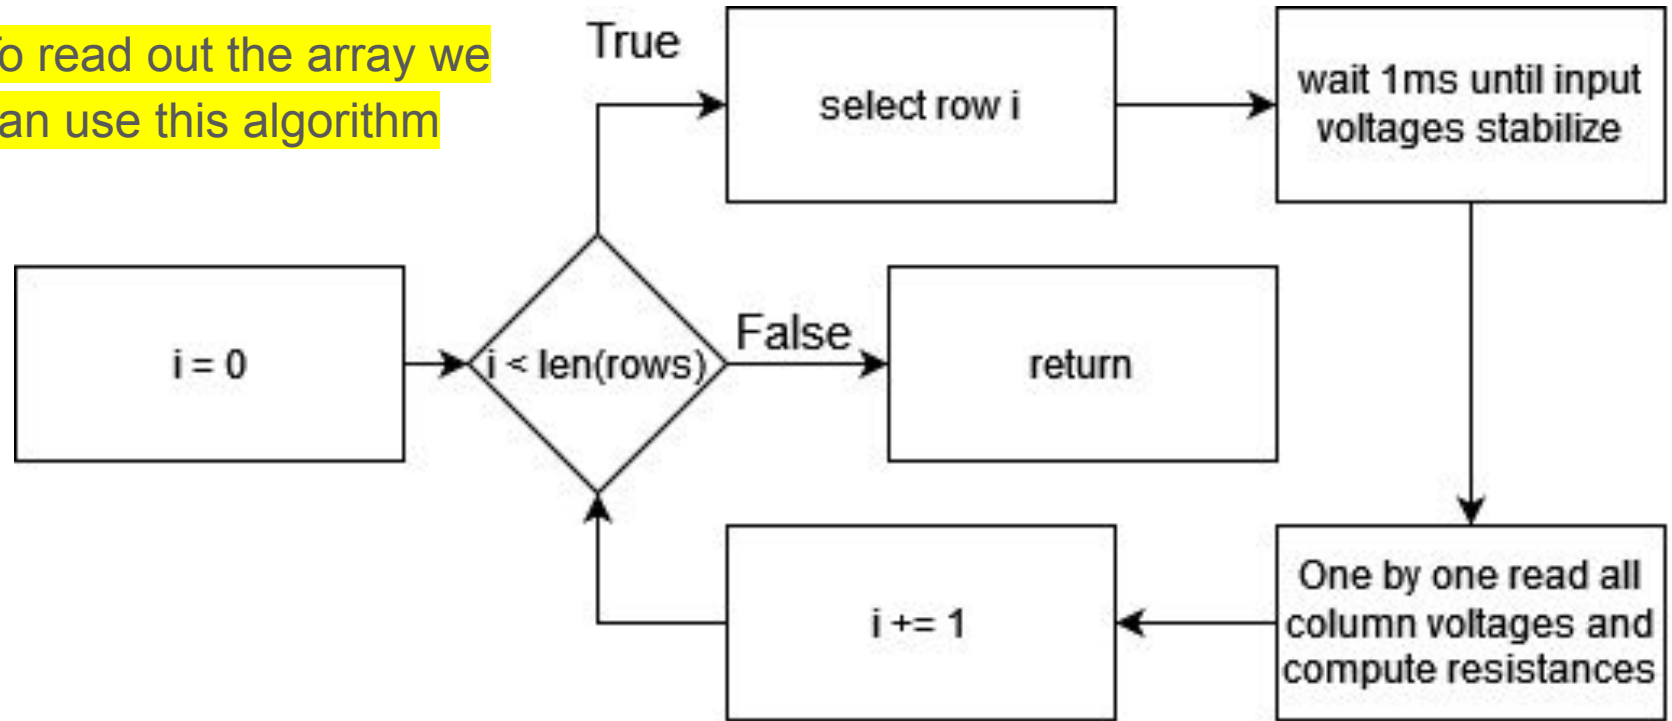 o read out the array we
an use this algorithm
True
select row i
wait 1ms until input
voltages stabilize
i = 0
i < len(rows)
False
return
i += 1
One by one read all
column voltages and
compute resistances